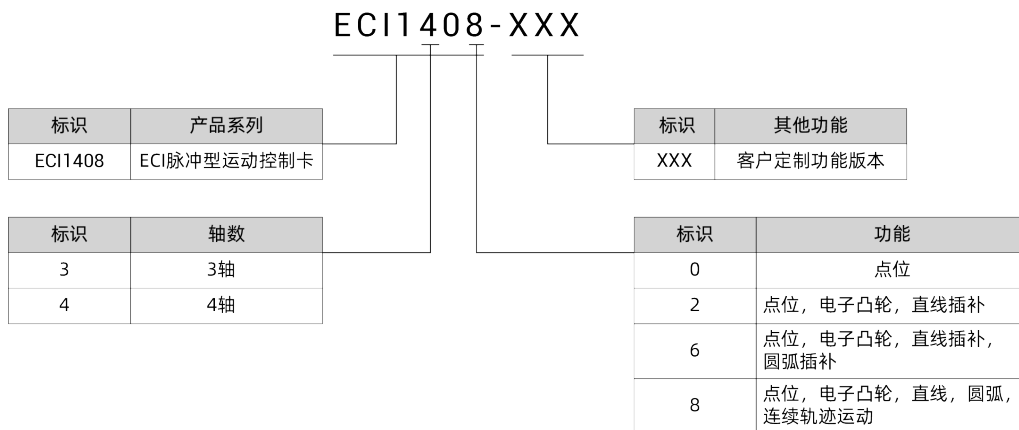 ECI1408-XXX
标识 产品系列
ECI1408 ECI脉冲型运动控制卡
标识 其他功能
XXX 客户定制功能版本
标识 轴数
3 3轴
4 4轴
标识 功能
0 点位
2 点位，电子凸轮，直线插补
6 点位，电子凸轮，直线插补，
圆弧插补
8 点位，电子凸轮，直线，圆弧，
连续轨迹运动